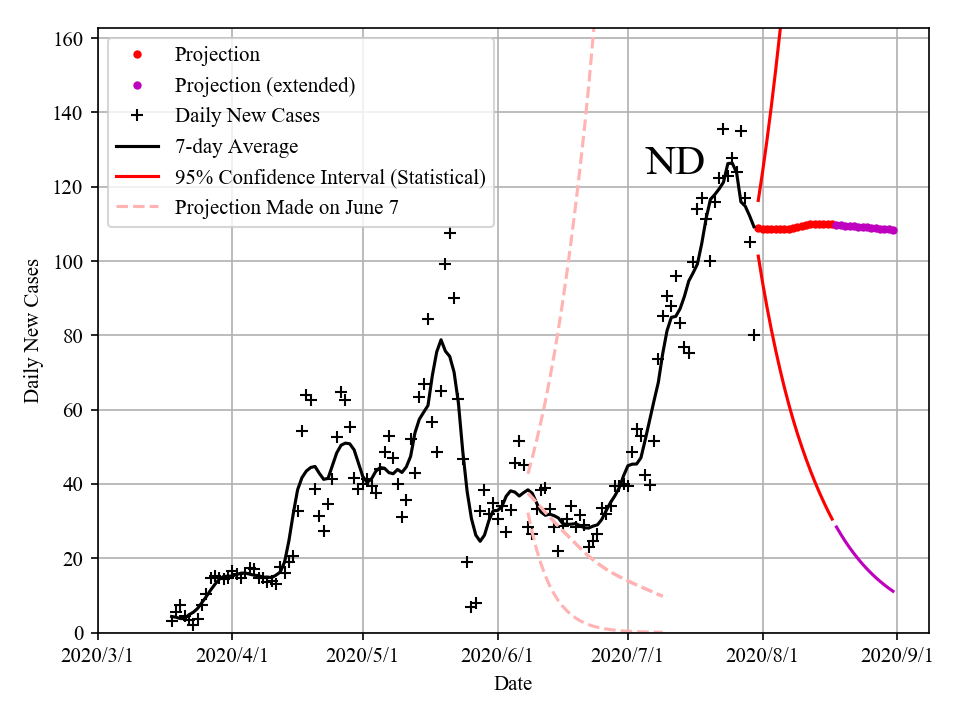 160
140
120
100
80
60
40
20
0
Daily New Cases
Projection
Projection (extended)
Daily New Cases
7-day Average
95% Confidence Interval (Statistical)
Projection Made on June 7
ND
2020/3/1 2020/4/1 2020/5/1 2020/6/1 2020/7/1 2020/8/1 2020/9/1
Date